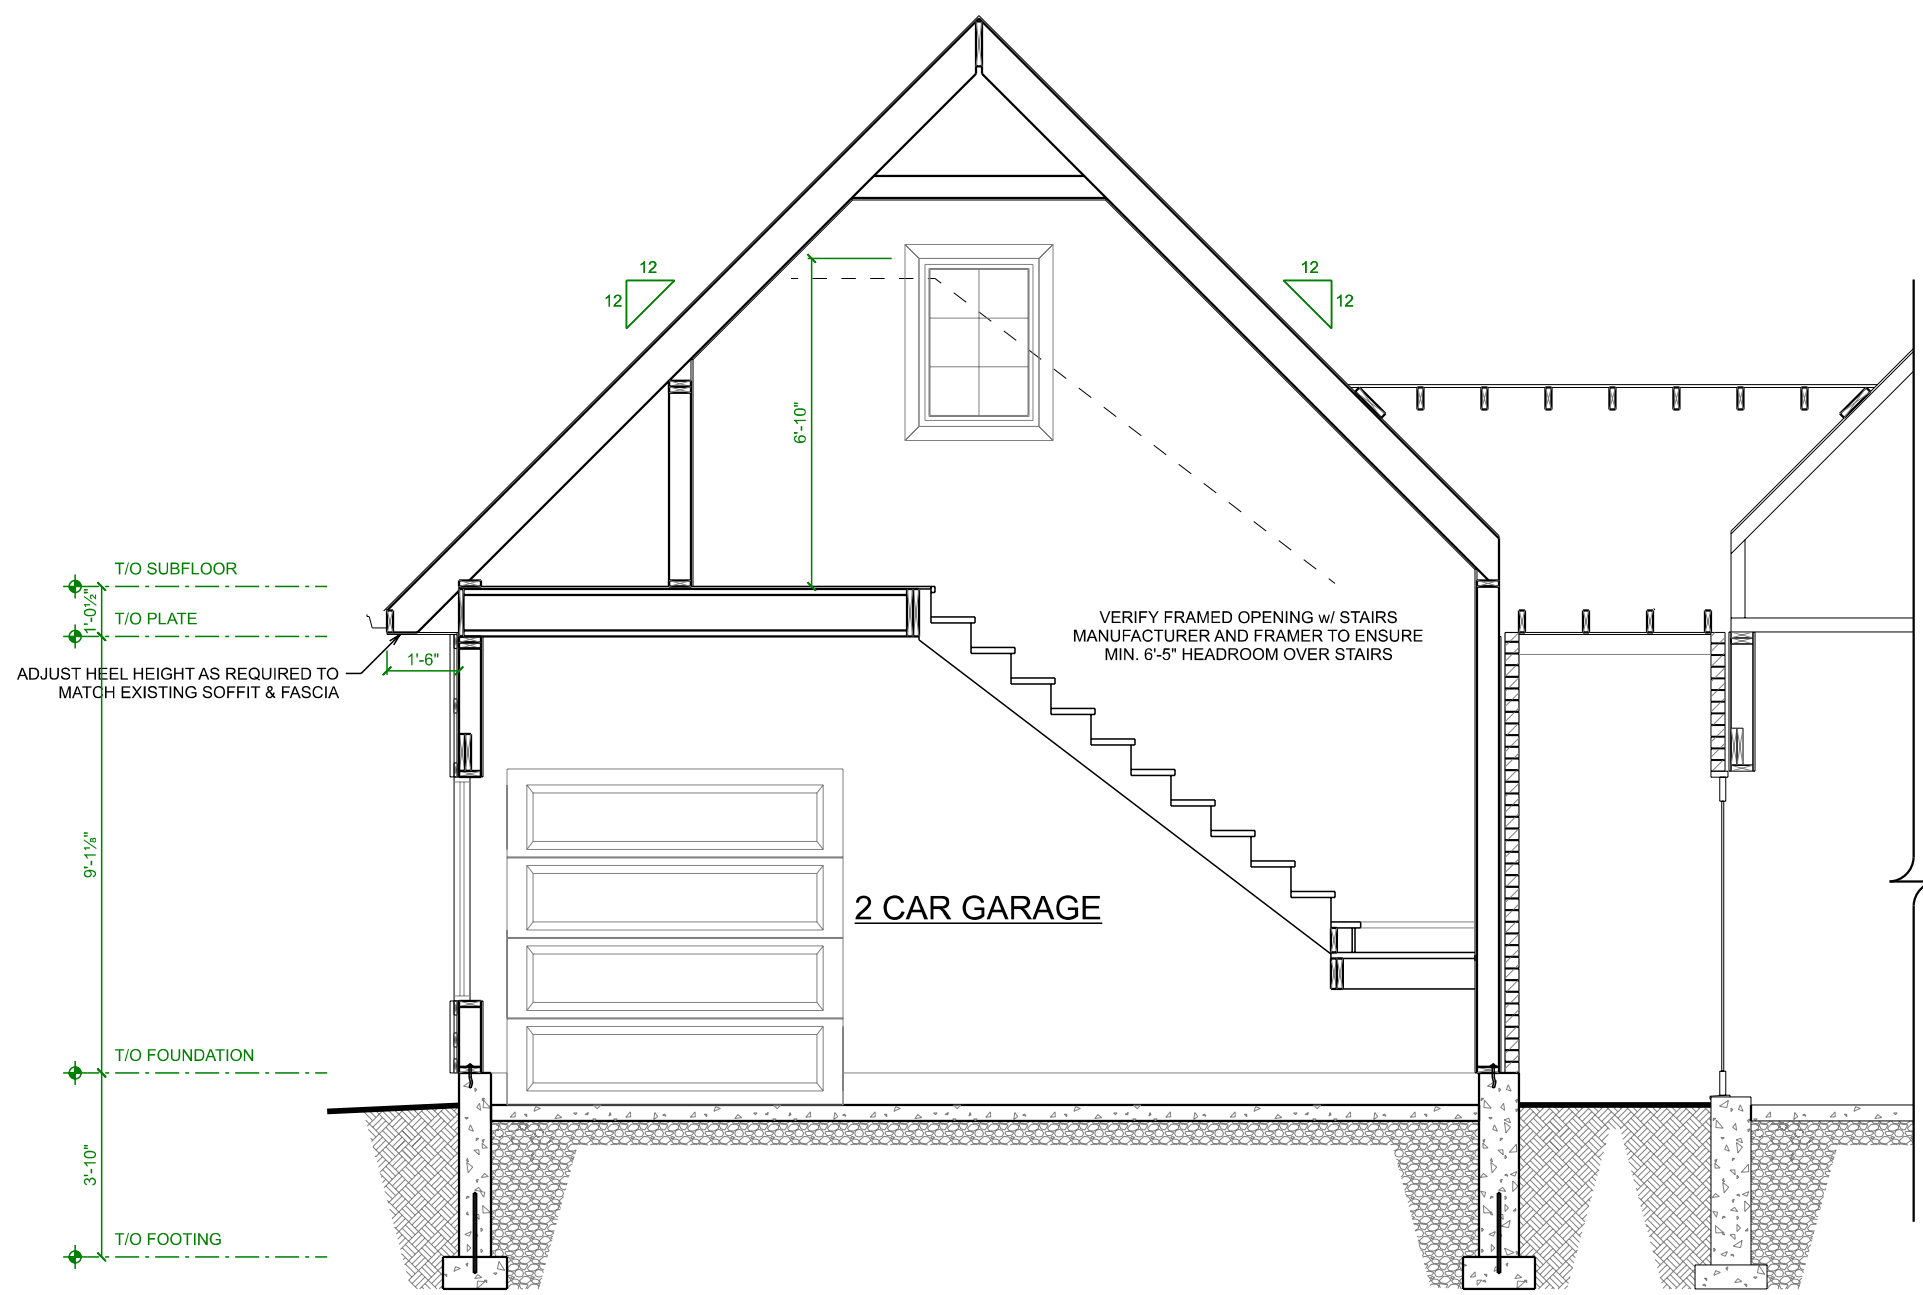 12
12
12
12
6'-10"
T/O SUBFLOOR
1'-0½"
T/O PLATE
VERIFY FRAMED OPENING w/ STAIRS
MANUFACTURER AND FRAMER TO ENSURE
MIN. 6'-5" HEADROOM OVER STAIRS
1'-6"
ADJUST HEEL HEIGHT AS REQUIRED TO
MATCH EXISTING SOFFIT & FASCIA
9'-1⅛"
2 CAR GARAGE
T/O FOUNDATION
3'-10"
T/O FOOTING